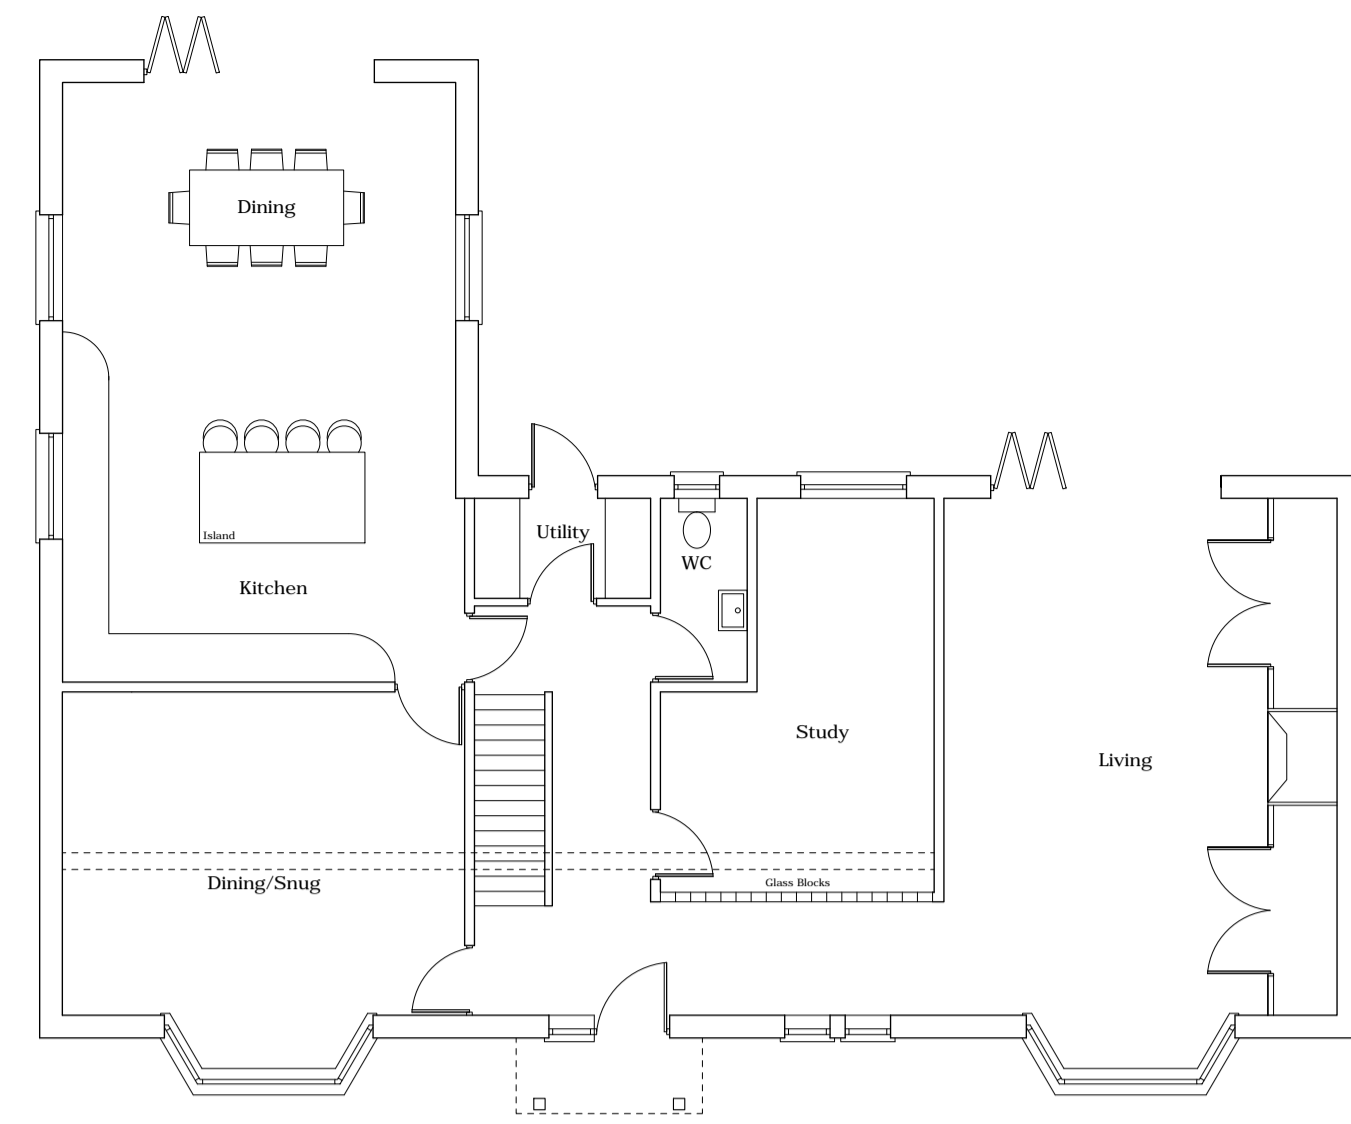 Dining
Island
Kitchen
Utility
WC
Study
Living
Dining/Snug
Glass Blocks